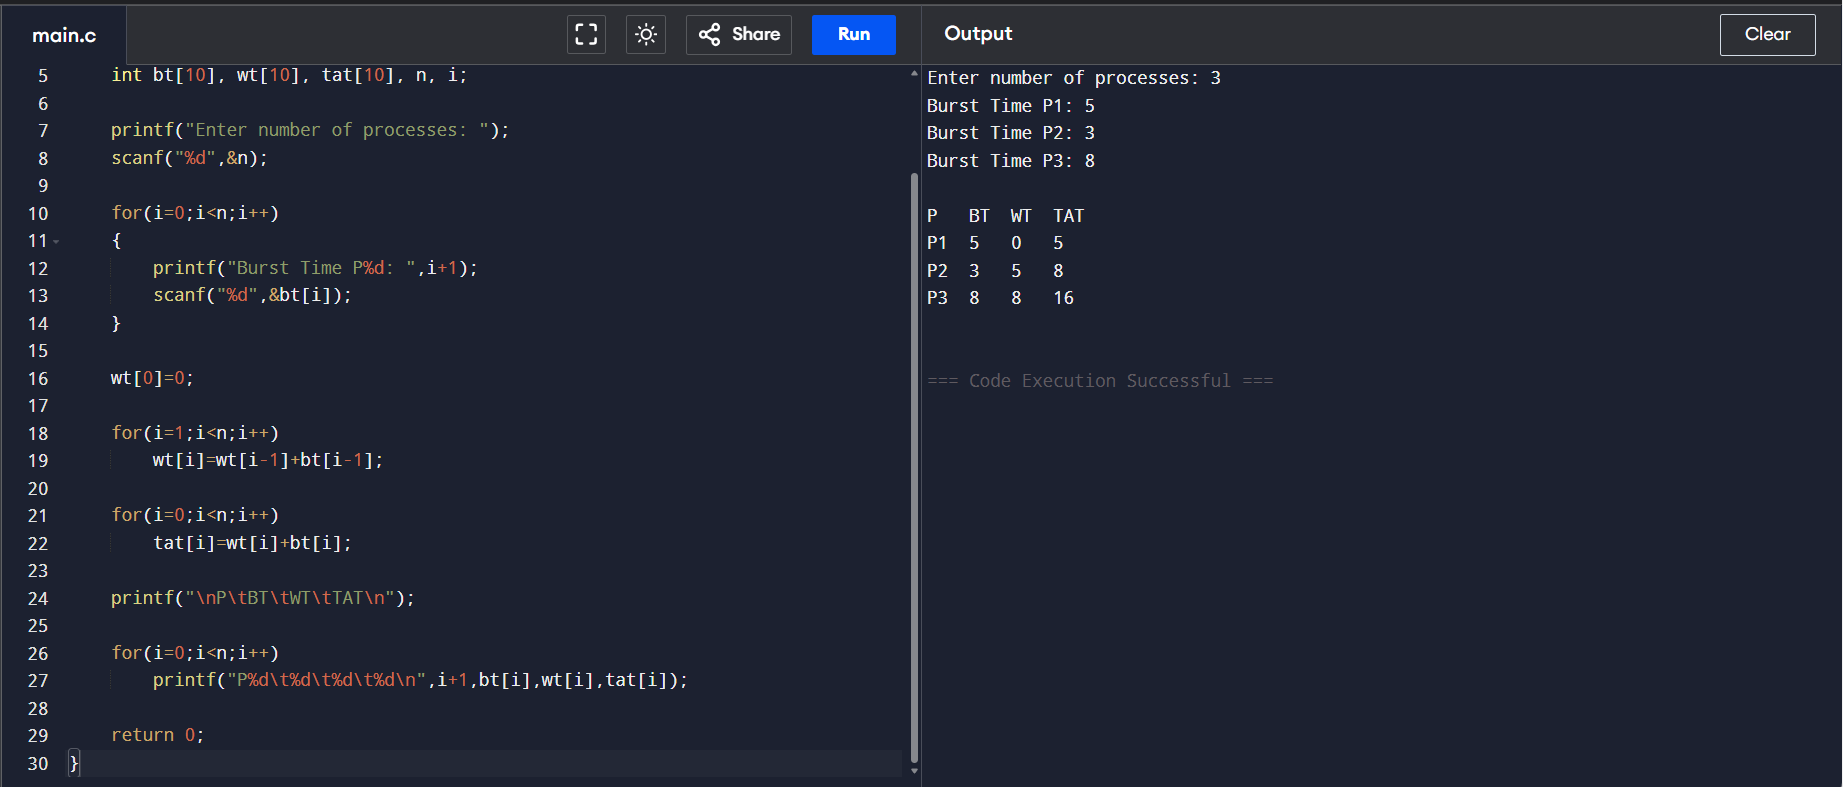 main.c
Share
Run
5 int bt[10], wt[10], tat[10], n, i;
6
7 printf("Enter number of processes: ");
8 scanf("%d",&n);
9
10 for(i=0;i<n;i++)
11 {
12 printf("Burst Time P%d: ",i+1);
13 scanf("%d",&bt[i]);
14 }
15
16 wt[0]=0;
17
18 for(i=1;i<n;i++)
19 wt[i]=wt[i-1]+bt[i-1];
20
21 for(i=0;i<n;i++)
22 tat[i]=wt[i]+bt[i];
23
24 printf("\nP\tBT\tWT\tTAT\n");
25
26 for(i=0;i<n;i++)
27 printf("P%d\t%d\t%d\t%d\n",i+1,bt[i],wt[i],tat[i]);
28
29 return 0;
30 }
Output
Clear
Enter number of processes: 3
Burst Time P1: 5
Burst Time P2: 3
Burst Time P3: 8
P BT WT TAT
P1 5 0 5
P2 3 5 8
P3 8 8 16
=== Code Execution Successful ===